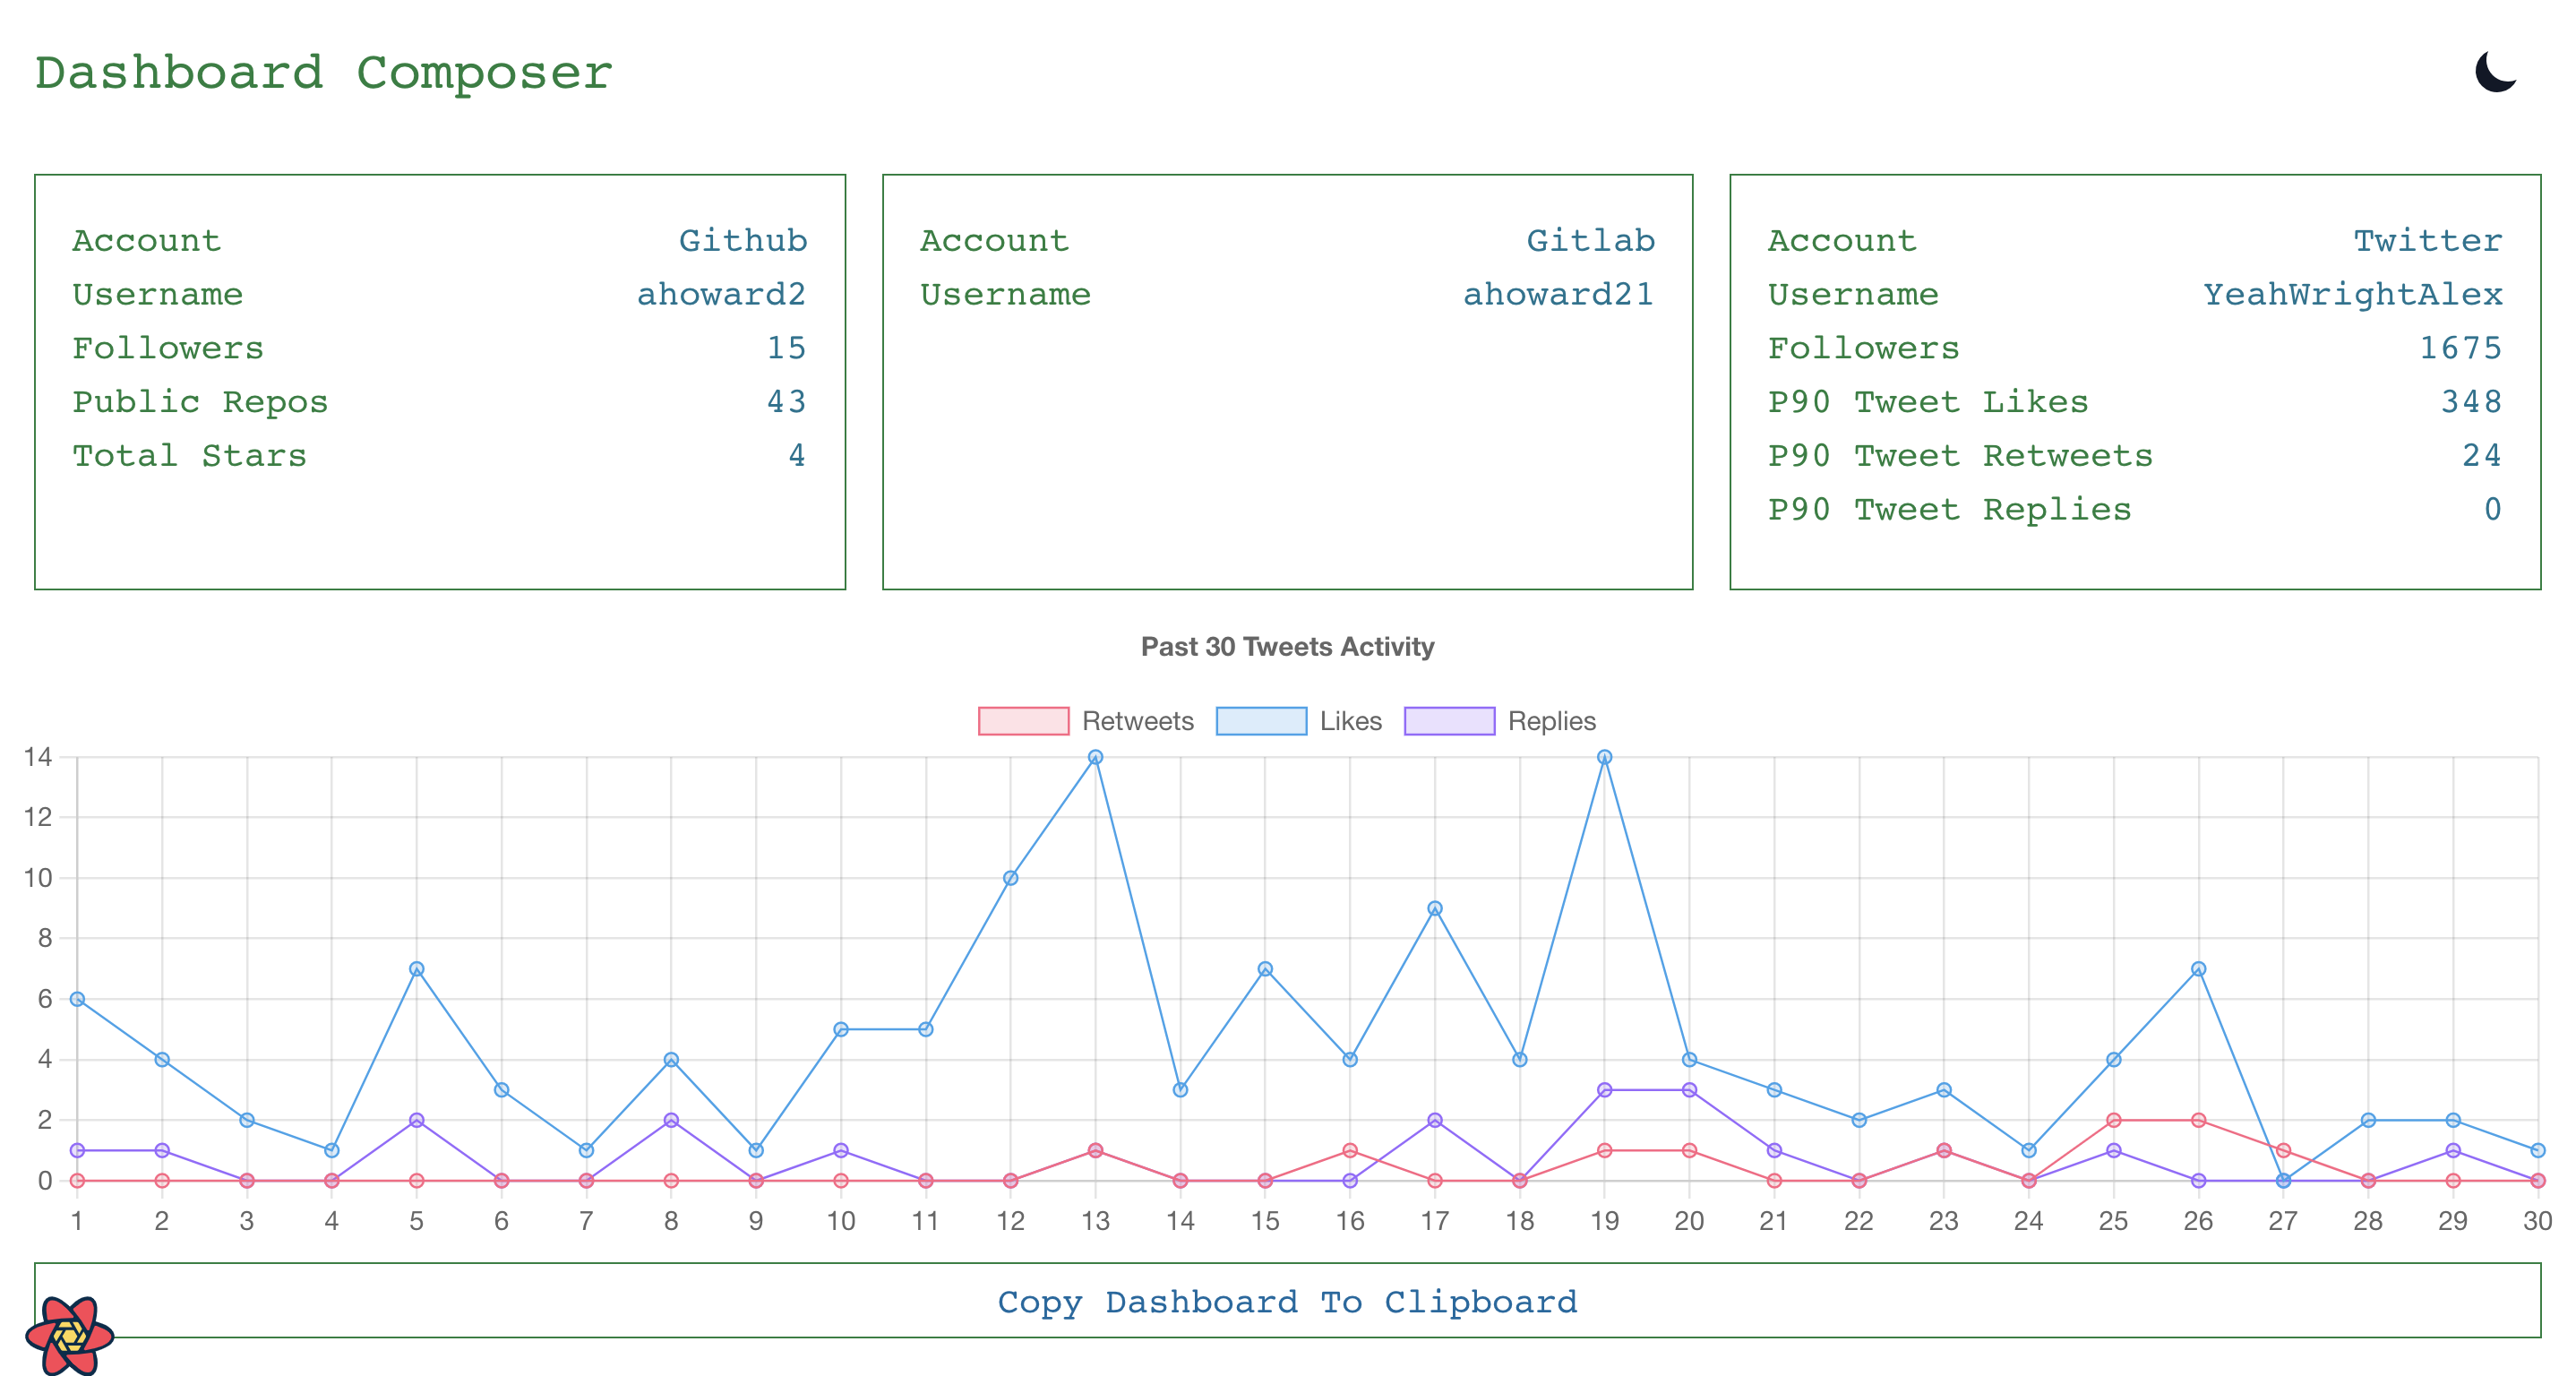 Dashboard Composer
Account Github
Username ahoward2
Followers 15
Public Repos 43
Total Stars 4
Account Gitlab
Username ahoward21
Account Twitter
Username YeahWrightAlex
Followers 1675
P90 Tweet Likes 348
P90 Tweet Retweets 24
P90 Tweet Replies 0
Past 30 Tweets Activity
Retweets Likes Replies
14
12
10
8
6
4
2
0
1 2 3 4 5 6 7 8 9 10 11 12 13 14 15 16 17 18 19 20 21 22 23 24 25 26 27 28 29 30
Copy Dashboard To Clipboard